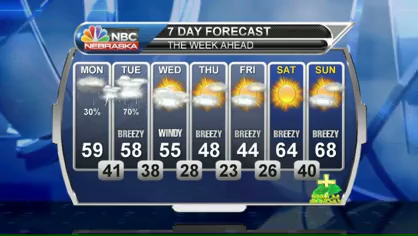 NBC
NEBRASKA
7 DAY FORECAST
THE WEEK AHEAD
MON TUE WED THU FRI SAT SUN
30% 70%
BREEZY WINDY BREEZY BREEZY BREEZY BREEZY
59 58 55 48 44 64 68
41 38 28 23 26 40